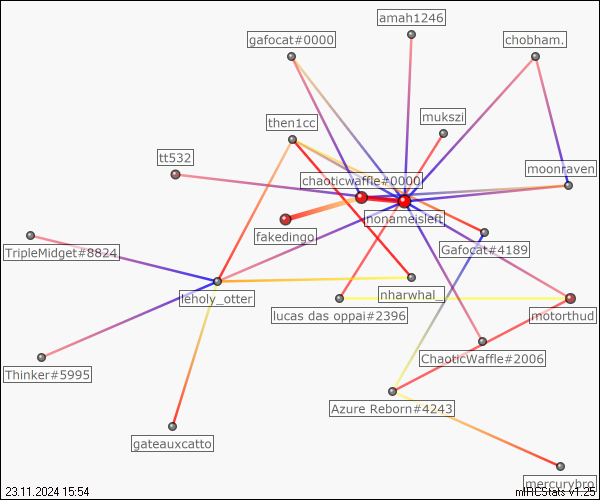 amah1246
gafocat#0000
chobham.
mukszi
then1cc
tt532
moonraven
chaoticwaffle#0000
nonameisleft
fakedingo
Gafocat#4189
TripleMidget#8824
leholy_otter
nharwhal_
lucas das oppai#2396
motorthud
ChaoticWaffle#2006
Thinker#5995
Azure Reborn#4243
gateauxcatto
mercurybro
23.11.2024 15:54
mIRCStats v1.25